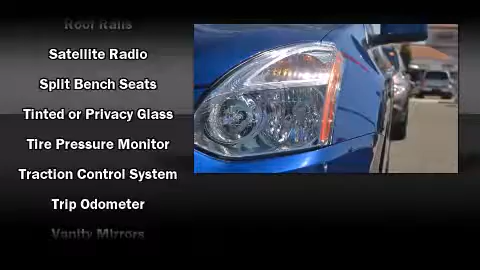 Roof Rails
Satellite Radio
Split Bench Seats
Tinted or Privacy Glass
Tire Pressure Monitor
Traction Control System
Trip Odometer
Vanity Mirrors